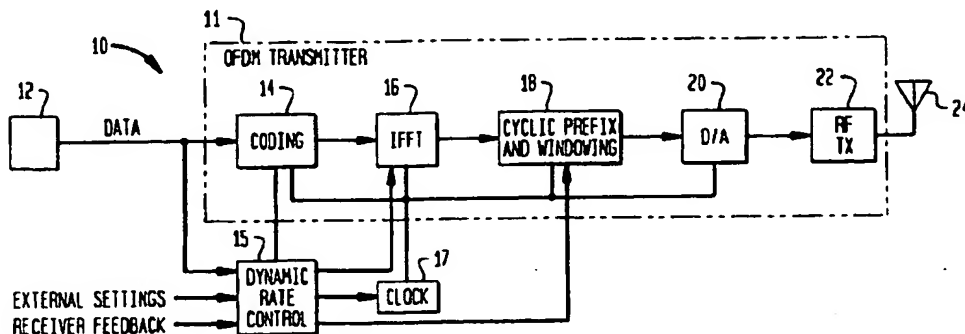 11
OFDM TRANSMITTER
10
12
14
16
18
20
22
24
DATA
CODING
IFFT
CYCLIC PREFIX
AND WINDOWING
D/A
RF
TX
15
17
DYNAMIC
RATE
CONTROL
CLOCK
EXTERNAL SETTINGS
RECEIVER FEEDBACK